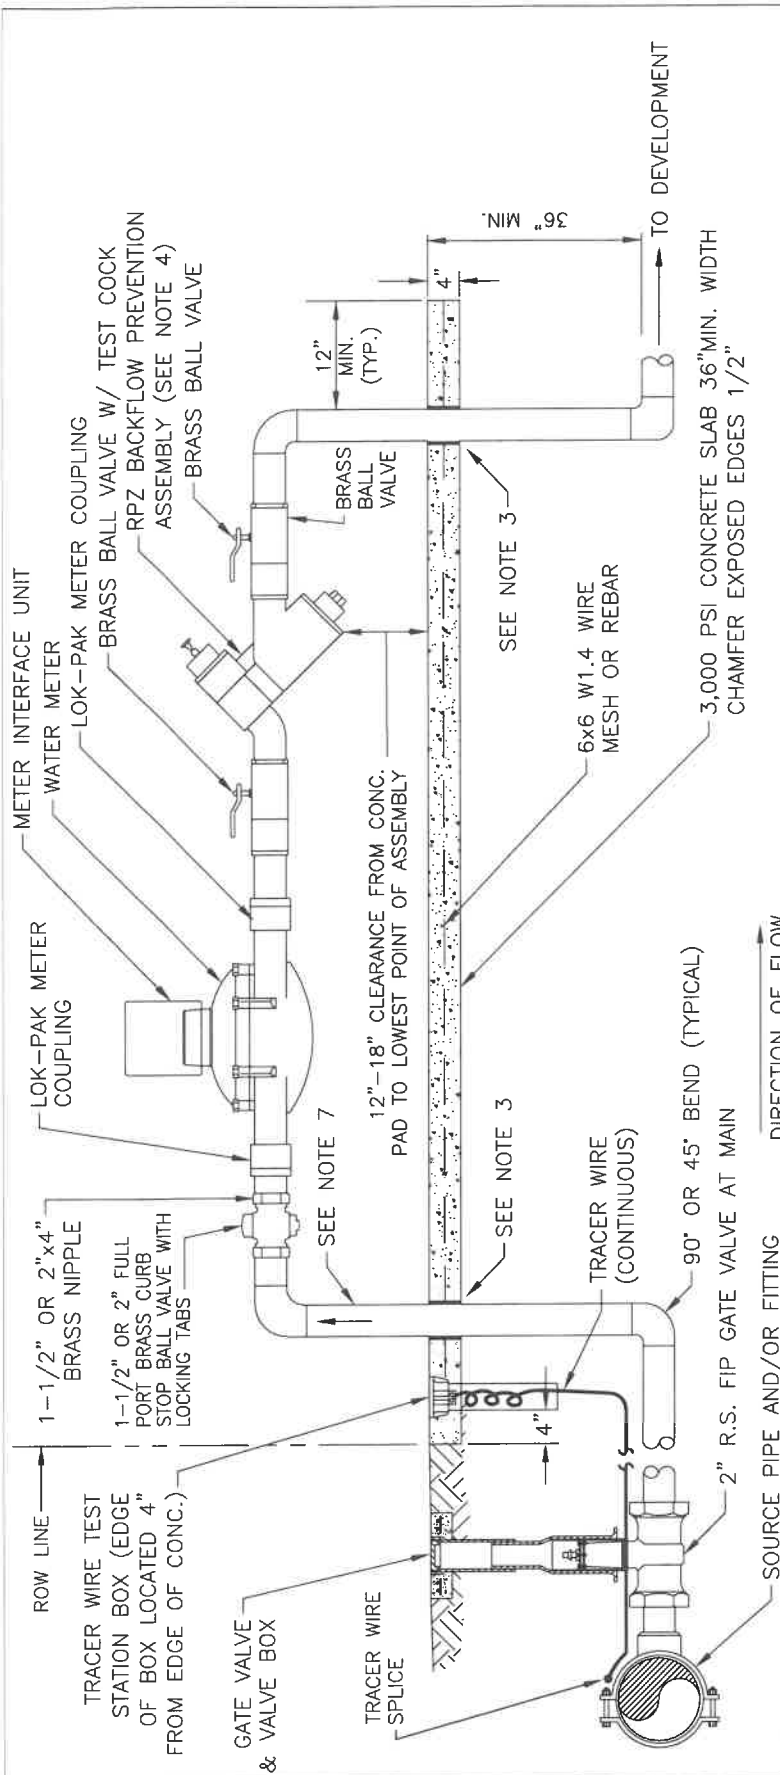 ROW LINE
TRACER WIRE TEST
STATION BOX (EDGE
OF BOX LOCATED 4"
FROM EDGE OF CONC.)
GATE VALVE
& VALVE BOX
TRACER WIRE
SPLICE
1-1/2" OR 2"x4"
BRASS NIPPLE
1-1/2" OR 2" FULL
PORT BRASS CURB
STOP BALL VALVE WITH
LOCKING TABS
LOK-PAK METER
COUPLING
METER INTERFACE UNIT
WATER METER
LOK-PAK METER COUPLING
BRASS BALL VALVE W/ TEST COCK
RPZ BACKFLOW PREVENTION
ASSEMBLY (SEE NOTE 4)
BRASS BALL VALVE
BRASS
BALL
VALVE
12"
MIN.
(TYP.)
4"
36" MIN.
TO DEVELOPMENT
SEE NOTE 7
12"-18" CLEARANCE FROM CONC.
PAD TO LOWEST POINT OF ASSEMBLY
SEE NOTE 3
SEE NOTE 3
6x6 W1.4 WIRE
MESH OR REBAR
3,000 PSI CONCRETE SLAB 36"MIN. WIDTH
CHAMFER EXPOSED EDGES 1/2"
4"
TRACER WIRE
(CONTINUOUS)
90° OR 45° BEND (TYPICAL)
2" R.S. FIP GATE VALVE AT MAIN
SOURCE PIPE AND/OR FITTING
DIRECTION OF FLOW